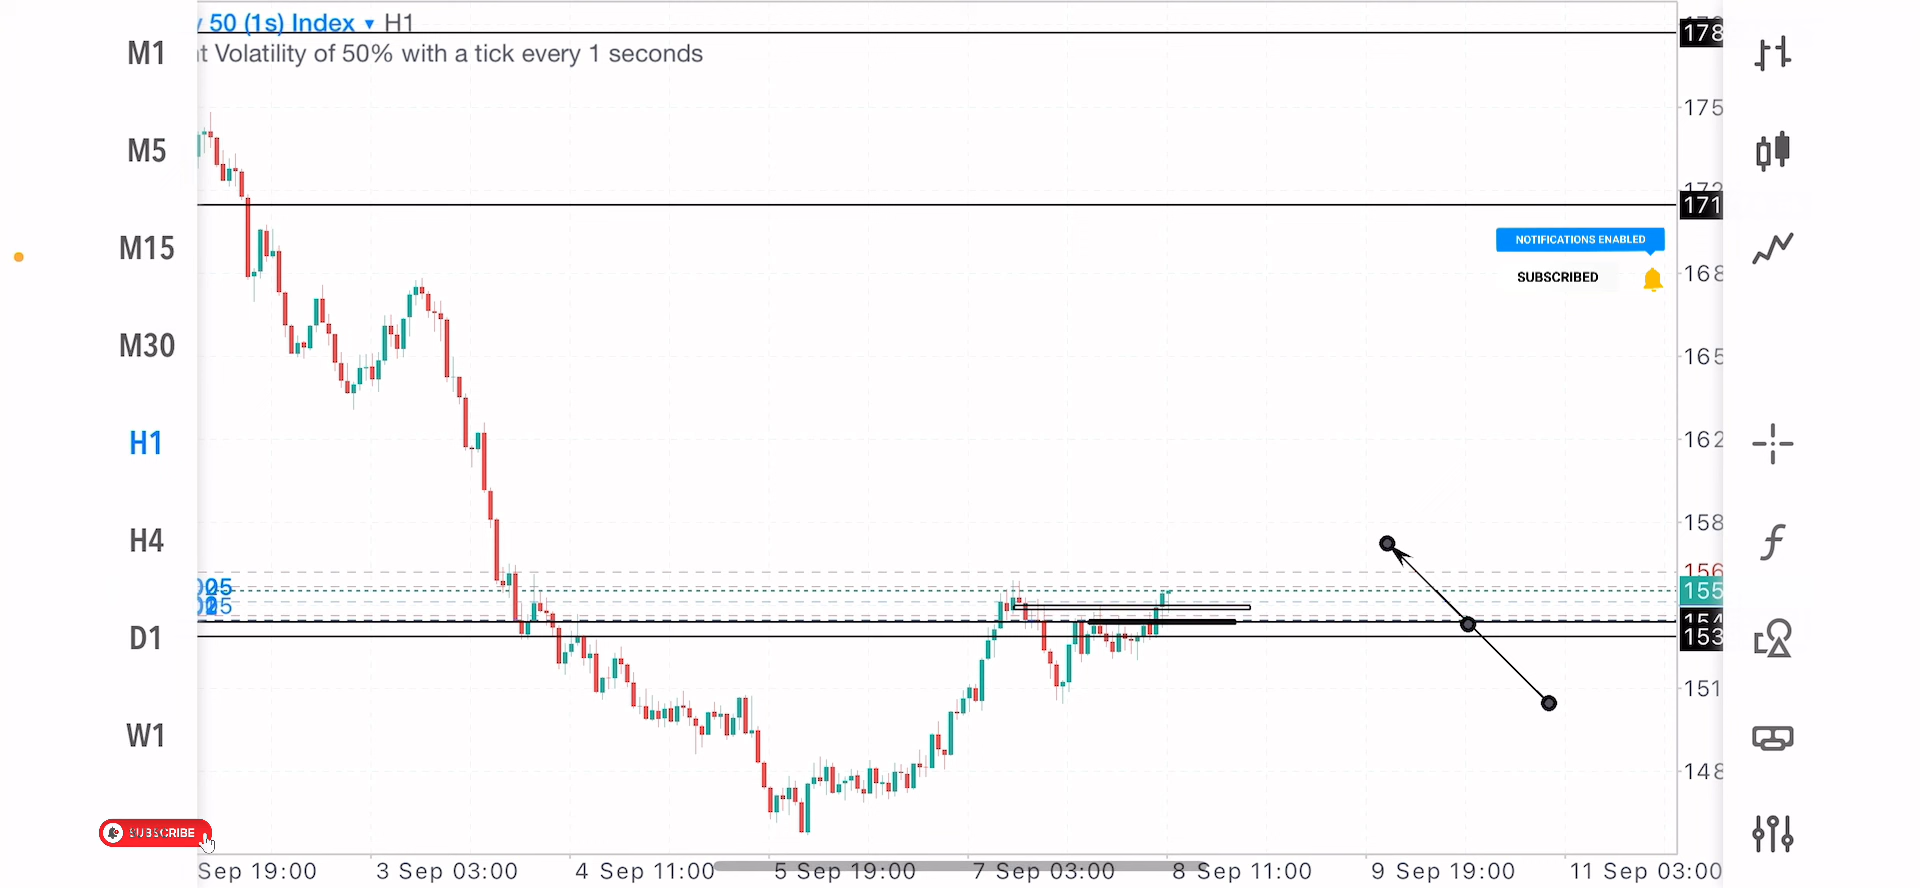 50 (1s) Index ▾ H1
t Volatility of 50% with a tick every 1 seconds
M1
M5
M15
M30
H1
H4
D1
W1
178
175
172
171
168
165
162
158
156
155
154
153
151
148
NOTIFICATIONS ENABLED
SUBSCRIBED
SUBSCRIBE
Sep 19:00
3 Sep 03:00
4 Sep 11:00
5 Sep 19:00
7 Sep 03:00
8 Sep 11:00
9 Sep 19:00
11 Sep 03:00